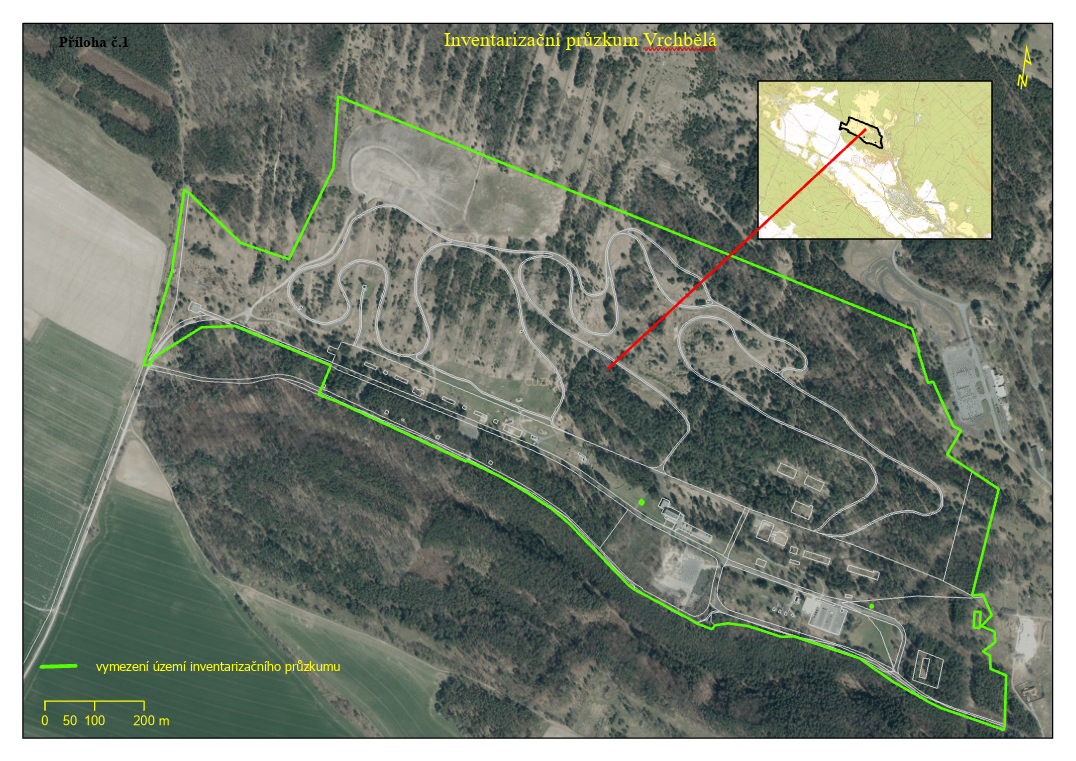 Příloha č.1
Inventarizační průzkum Vrchbělá
N
vymezení území inventarizačního průzkumu
0 50 100 200 m